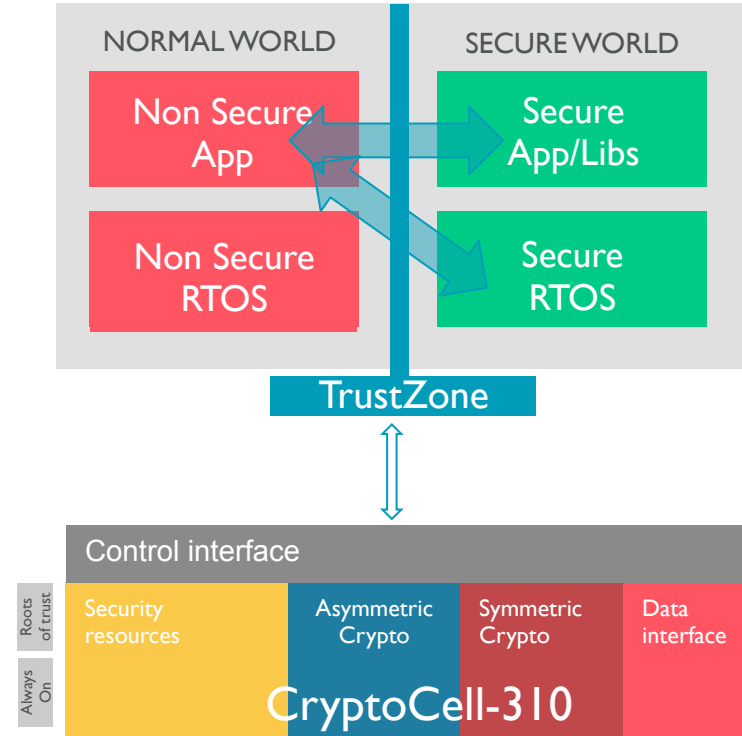 NORMAL WORLD
SECURE WORLD
Non Secure
App
Secure
App/Libs
Non Secure
RTOS
Secure
RTOS
TrustZone
Control interface
Roots
of trust
Security
resources
Asymmetric
Crypto
Symmetric
Crypto
Data
interface
Always
On
CryptoCell-310